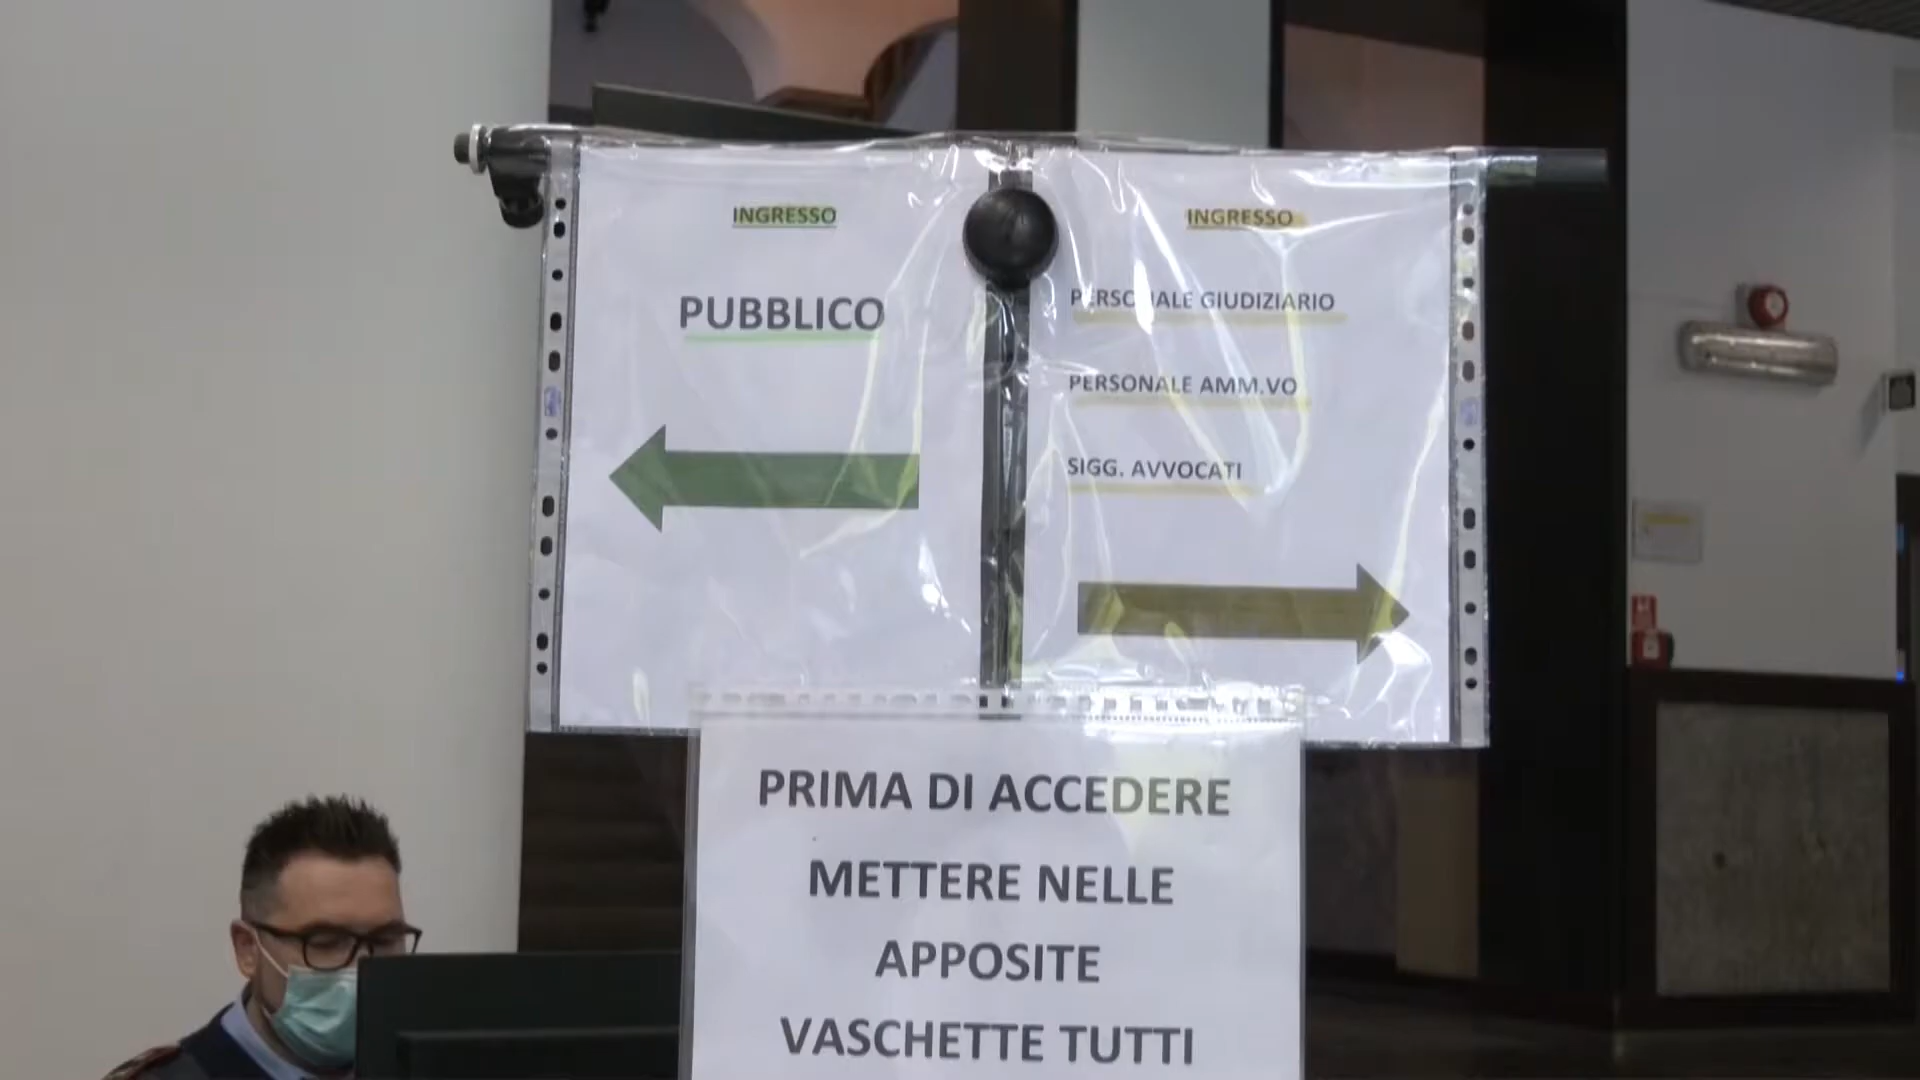 INGRESSO
PUBBLICO
INGRESSO
PERSONALE GIUDIZIARIO
PERSONALE AMM.VO
SIGG. AVVOCATI
PRIMA DI ACCEDERE
METTERE NELLE
APPOSITE
VASCHETTE TUTTI